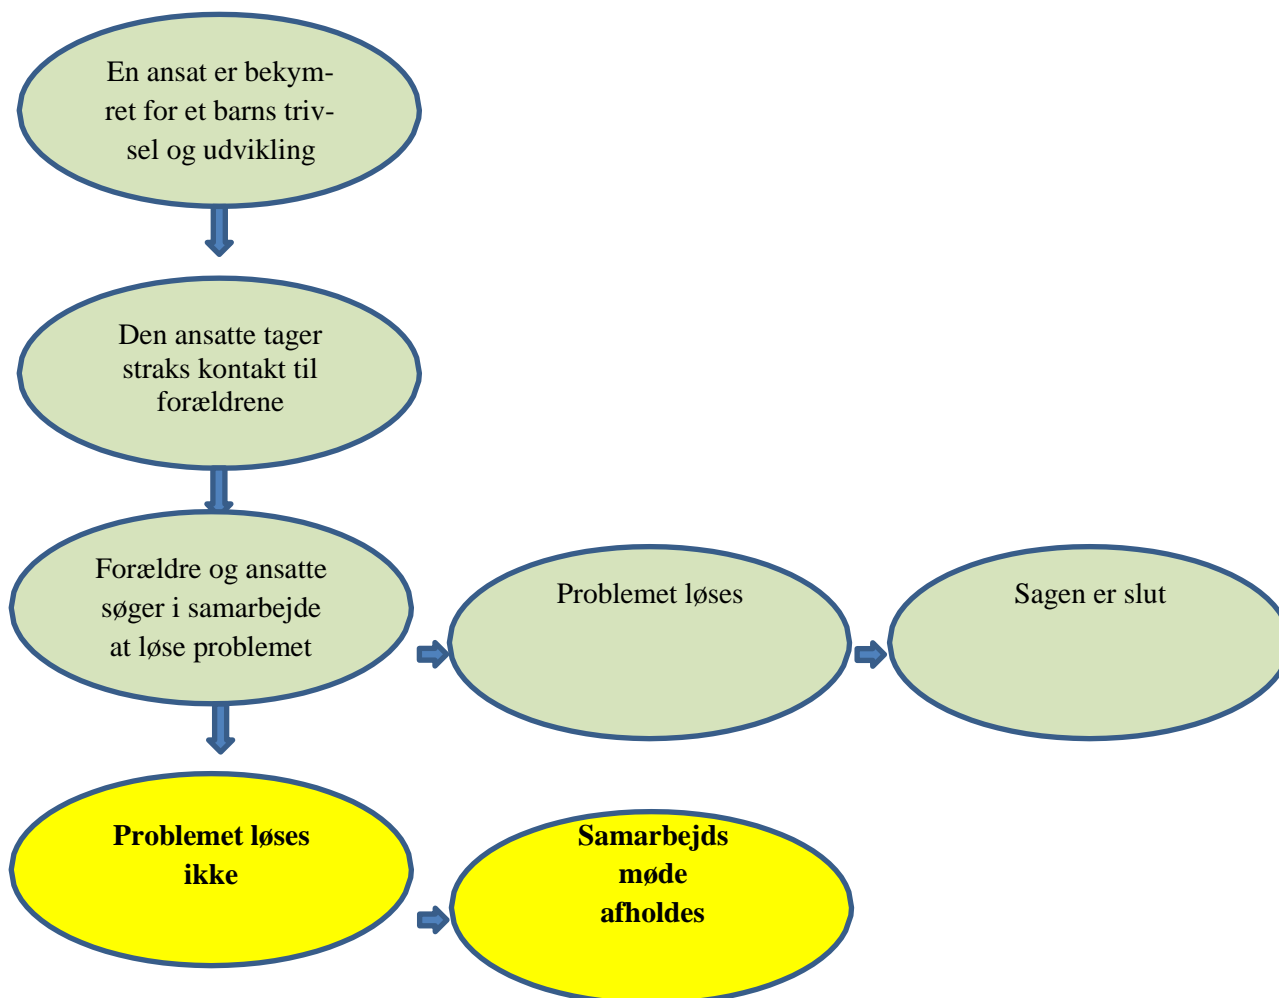 En ansat er bekym-
ret for et barns triv-
sel og udvikling
Den ansatte tager
straks kontakt til
forældrene
Forældre og ansatte
søger i samarbejde
at løse problemet
Problemet løses
Sagen er slut
Problemet løses
ikke
Samarbejds
møde
afholdes